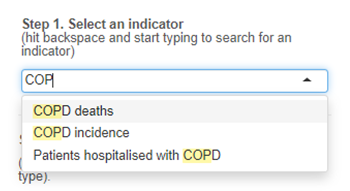 Step 1. Select an indicator
(hit backspace and start typing to search for an
indicator)
COP
COPD deaths
COPD incidence
Patients hospitalised with COPD
type).